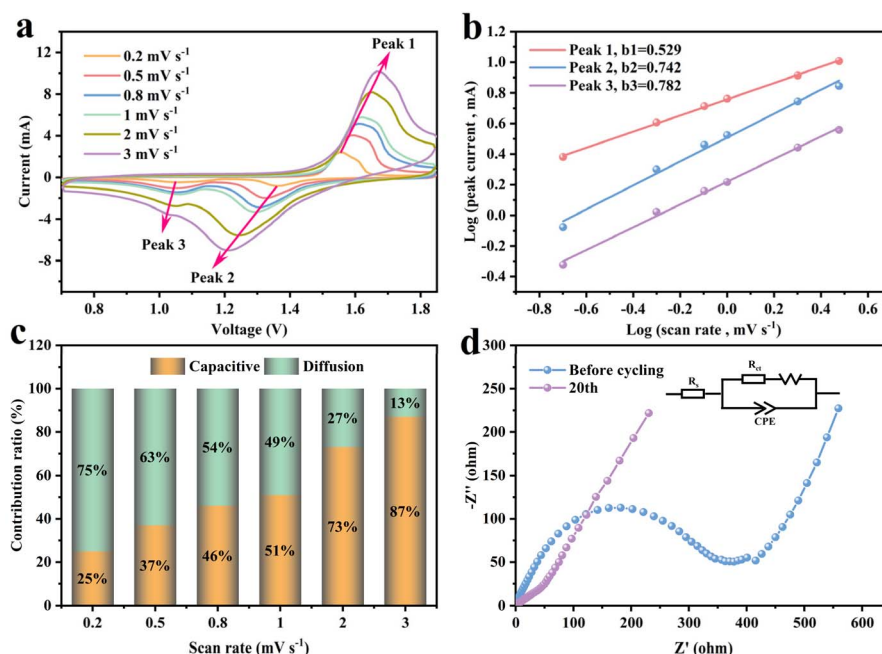 a
12
8
4
0
-4
-8
Current (mA)
0.2 mV s⁻¹
0.5 mV s⁻¹
0.8 mV s⁻¹
1 mV s⁻¹
2 mV s⁻¹
3 mV s⁻¹
Peak 1
Peak 3
Peak 2
0.8 1.0 1.2 1.4 1.6 1.8
Voltage (V)
b
1.2
1.0
0.8
0.6
0.4
0.2
0.0
-0.2
-0.4
Log (peak current , mA)
Peak 1, b1=0.529
Peak 2, b2=0.742
Peak 3, b3=0.782
-0.8 -0.6 -0.4 -0.2 0.0 0.2 0.4 0.6
Log (scan rate , mV s⁻¹)
c
120
100
80
60
40
20
0
Contribution ratio (%)
Capacitive Diffusion
75% 63% 54% 49% 27% 13%
25% 37% 46% 51% 73% 87%
0.2 0.5 0.8 1 2 3
Scan rate (mV s⁻¹)
d
300
250
200
150
100
50
0
-Z'' (ohm)
Before cycling
20th
Rs
Rct
CPE
0 100 200 300 400 500 600
Z' (ohm)